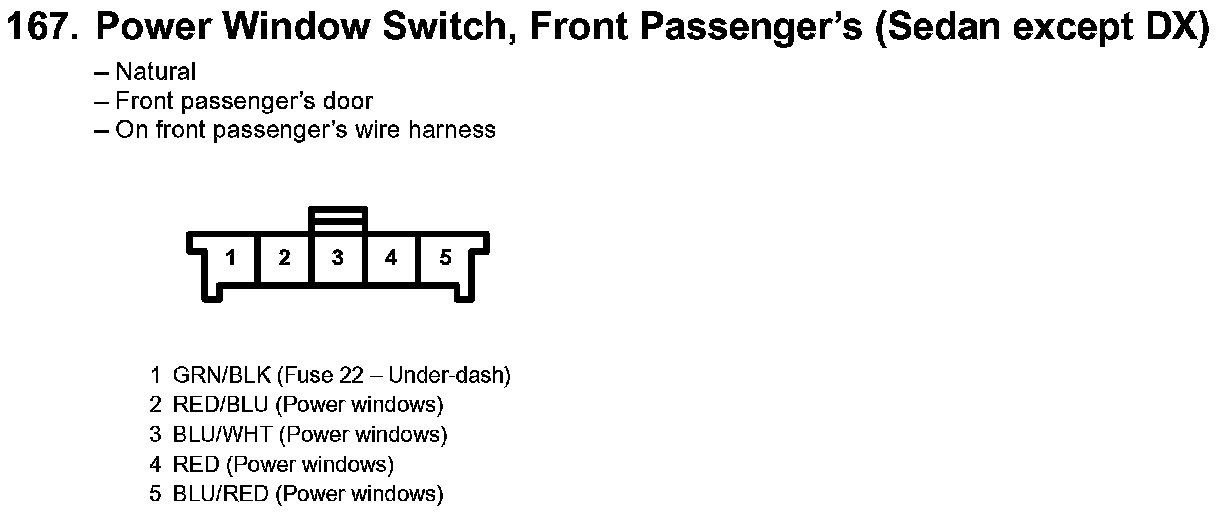 167. Power Window Switch, Front Passenger's (Sedan except DX)
– Natural
– Front passenger's door
– On front passenger's wire harness
1 2 3 4 5
1 GRN/BLK (Fuse 22 – Under-dash)
2 RED/BLU (Power windows)
3 BLU/WHT (Power windows)
4 RED (Power windows)
5 BLU/RED (Power windows)